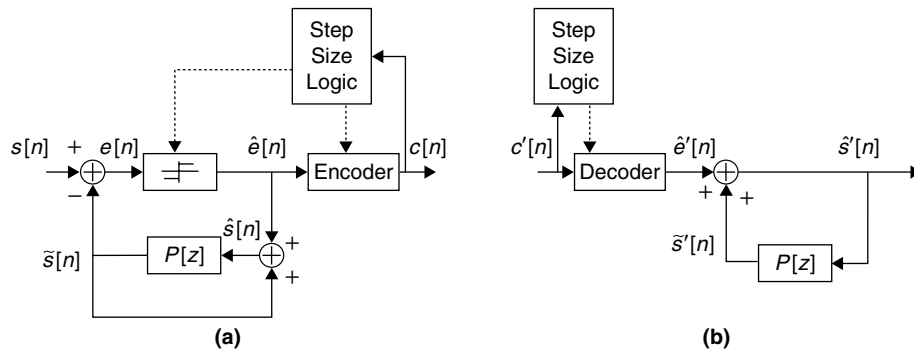 Step
Size
Logic
s[n]
+
e[n]
ê[n]
Encoder
c[n]
−
s̃[n]
P[z]
ŝ[n]
+
+
(a)
Step
Size
Logic
c′[n]
Decoder
ê′[n]
ŝ′[n]
+
+
s̃′[n]
P[z]
(b)